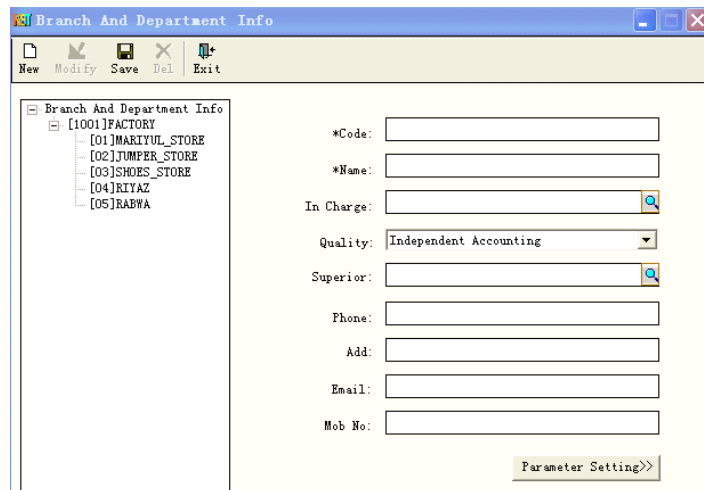 Branch And Department Info
New Modify Save Del Exit
Branch And Department Info
[1001]FACTORY
[01]MARIYUL_STORE
[02]JUMPER_STORE
[03]SHOES_STORE
[04]RIYAZ
[05]RABWA
*Code:
*Name:
In Charge:
Quality: Independent Accounting
Superior:
Phone:
Add:
Email:
Mob No:
Parameter Setting>>